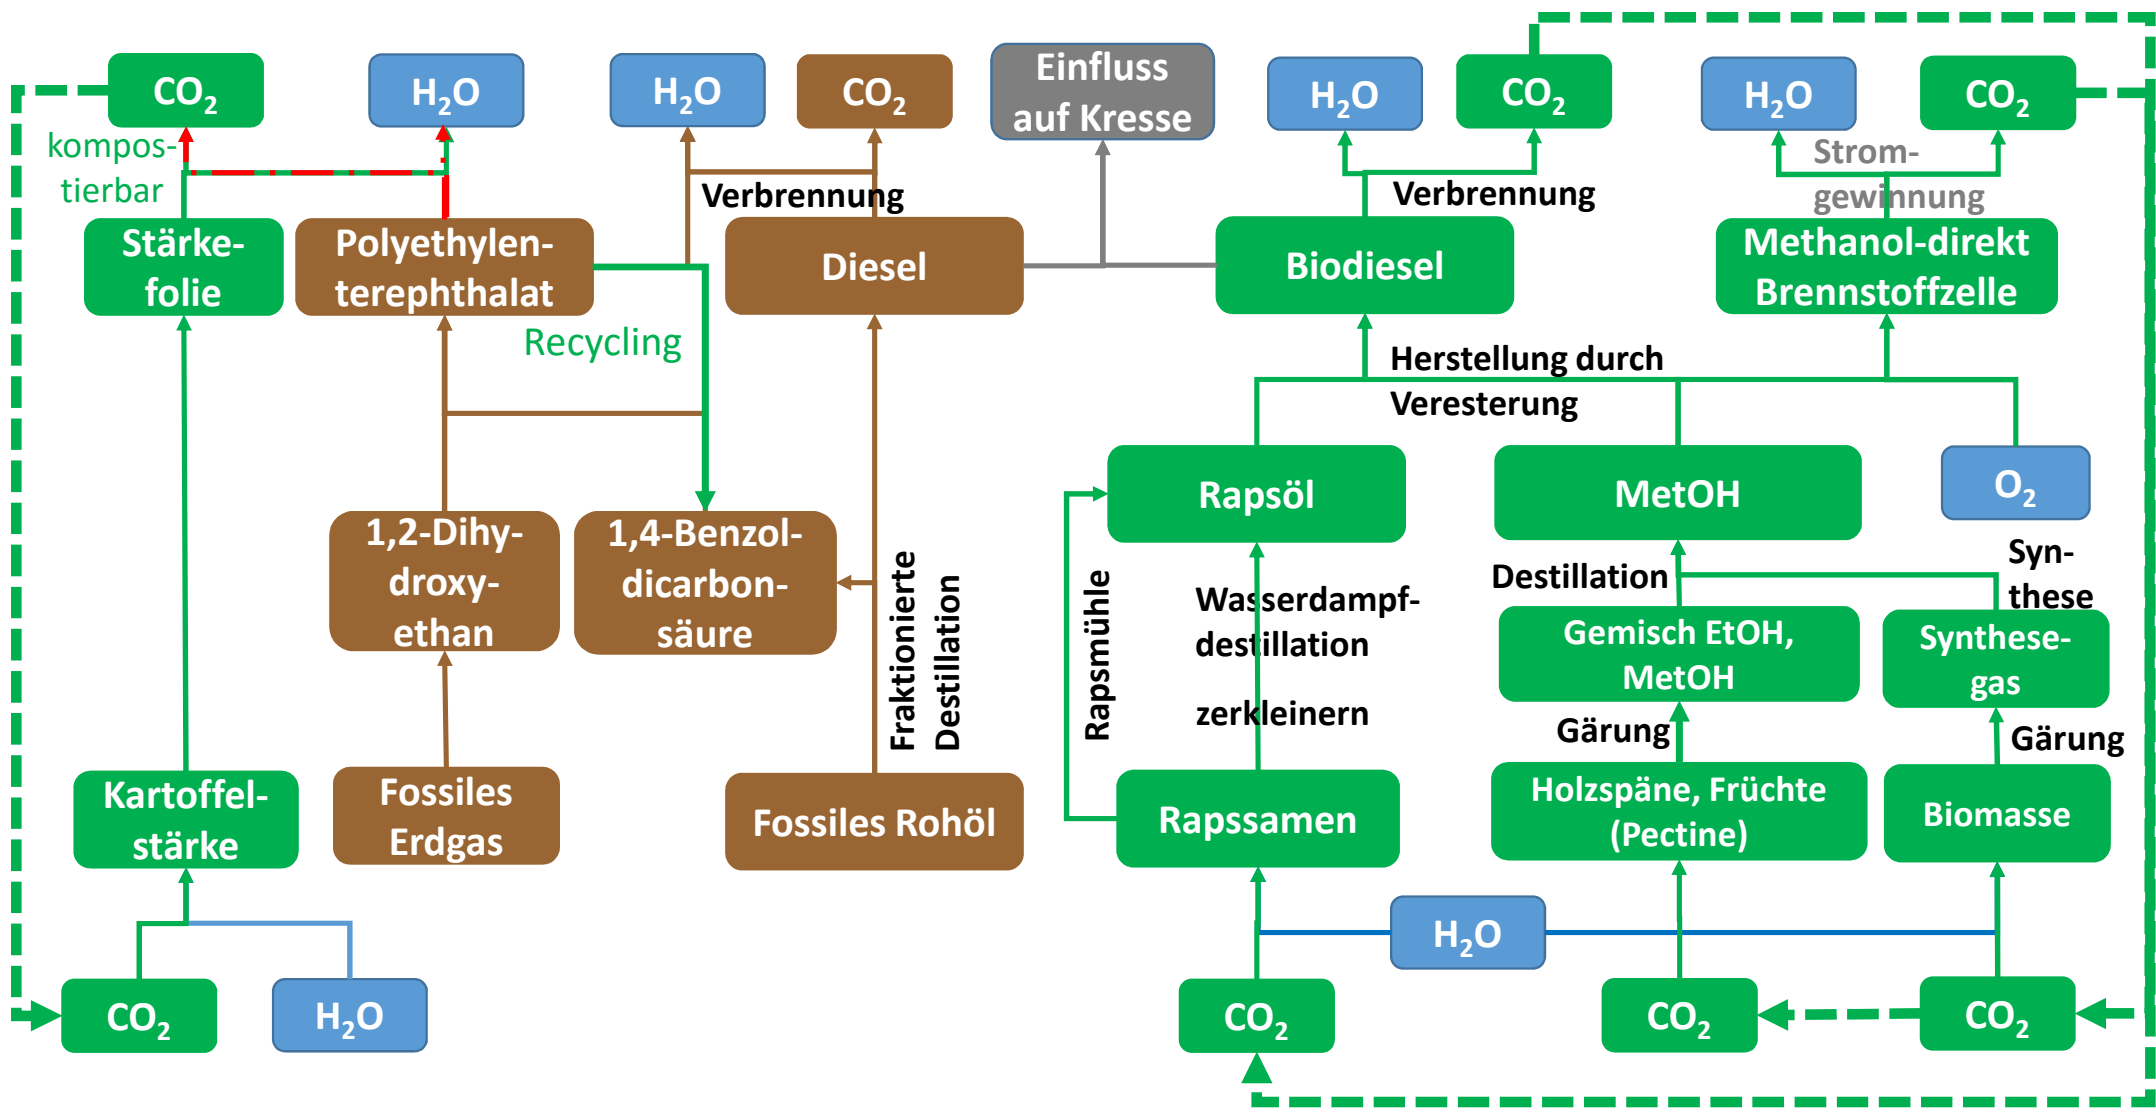 CO2
H2O
H2O
CO2
Einfluss
auf Kresse
H2O
CO2
H2O
CO2
kompos-
tierbar
Verbrennung
Verbrennung
Strom-
gewinnung
Stärke-
folie
Polyethylen-
terephthalat
Diesel
Biodiesel
Methanol-direkt
Brennstoffzelle
Recycling
Herstellung durch
Veresterung
Rapsöl
MetOH
O2
1,2-Dihy-
droxy-
ethan
1,4-Benzol-
dicarbon-
säure
Fraktionierte
Destillation
Rapsmühle
Wasserdampf-
destillation
zerkleinern
Destillation
Syn-
these
Gemisch EtOH,
MetOH
Synthese-
gas
Gärung
Gärung
Kartoffel-
stärke
Fossiles
Erdgas
Fossiles Rohöl
Rapssamen
Holzspäne, Früchte
(Pectine)
Biomasse
H2O
CO2
H2O
CO2
CO2
CO2